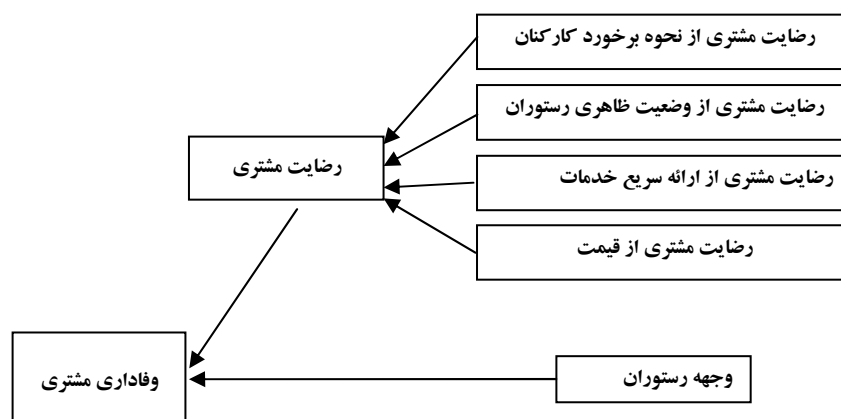 رضایت مشتری از نحوه برخورد کارکنان
رضایت مشتری از وضعیت ظاهری رستوران
رضایت مشتری
رضایت مشتری از ارائه سریع خدمات
رضایت مشتری از قیمت
وفاداری مشتری
وجهه رستوران